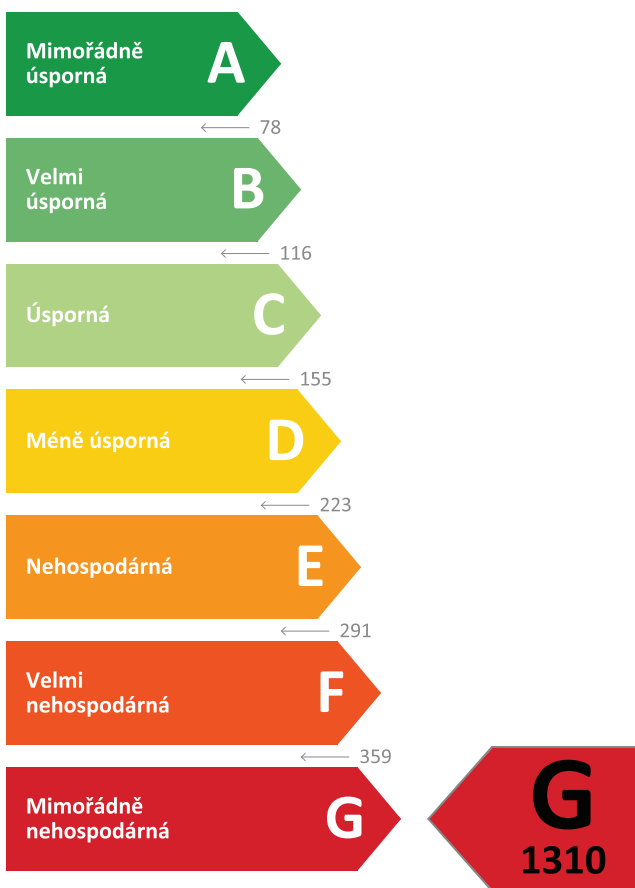 Mimořádně
úsporná
A
78
Velmi
úsporná
B
116
Úsporná
C
155
Méně úsporná
D
223
Nehospodárná
E
291
Velmi
nehospodárná
F
359
Mimořádně
nehospodárná
G
G
1310